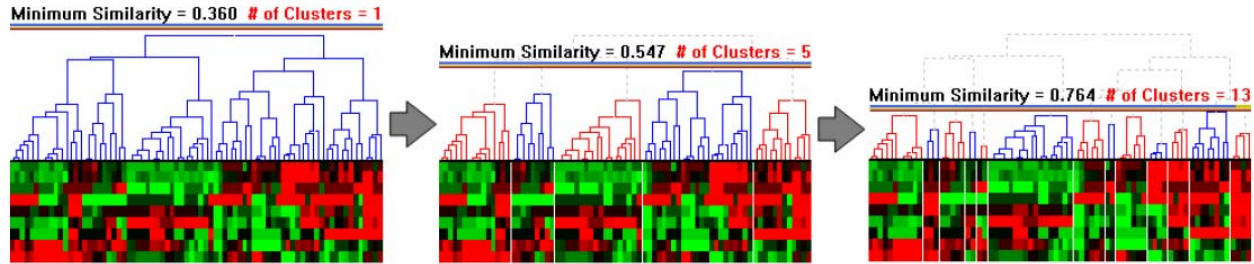 Minimum Similarity = 0.360 # of Clusters = 1
Minimum Similarity = 0.547 # of Clusters = 5
Minimum Similarity = 0.764 # of Clusters = 13